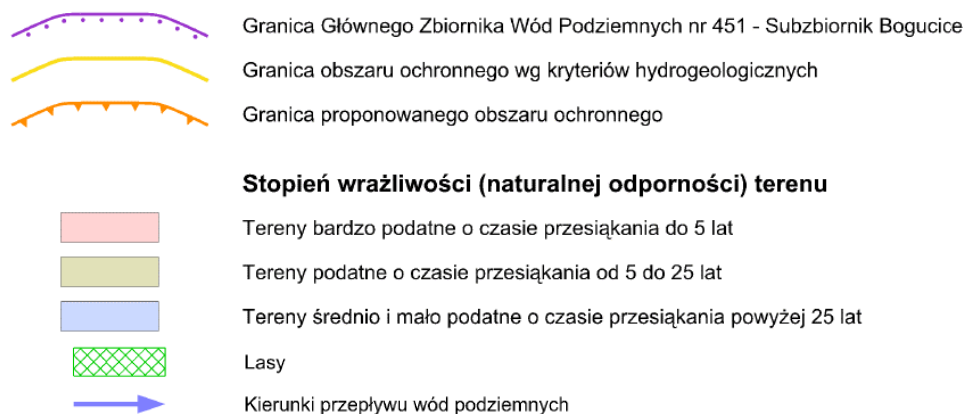 Granica Głównego Zbiornika Wód Podziemnych nr 451 - Subzbiornik Bogucice
Granica obszaru ochronnego wg kryteriów hydrogeologicznych
Granica proponowanego obszaru ochronnego
Stopień wrażliwości (naturalnej odporności) terenu
Tereny bardzo podatne o czasie przesiąkania do 5 lat
Tereny podatne o czasie przesiąkania od 5 do 25 lat
Tereny średnio i mało podatne o czasie przesiąkania powyżej 25 lat
Lasy
Kierunki przepływu wód podziemnych